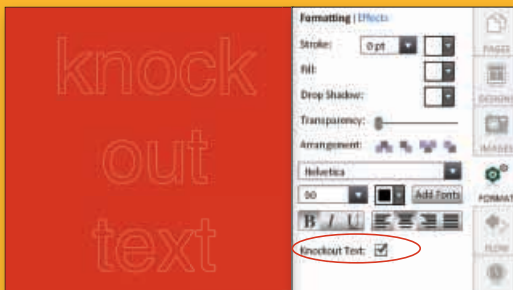 knock
out
text
Formatting | Effects
Stroke: 0 pt
Fill:
Drop Shadow:
Transparency:
Arrangement:
Helvetica
90 Add Fonts
B I U
Knockout Text:
PAGES
DESIGNS
IMAGES
FORMAT
FLOW